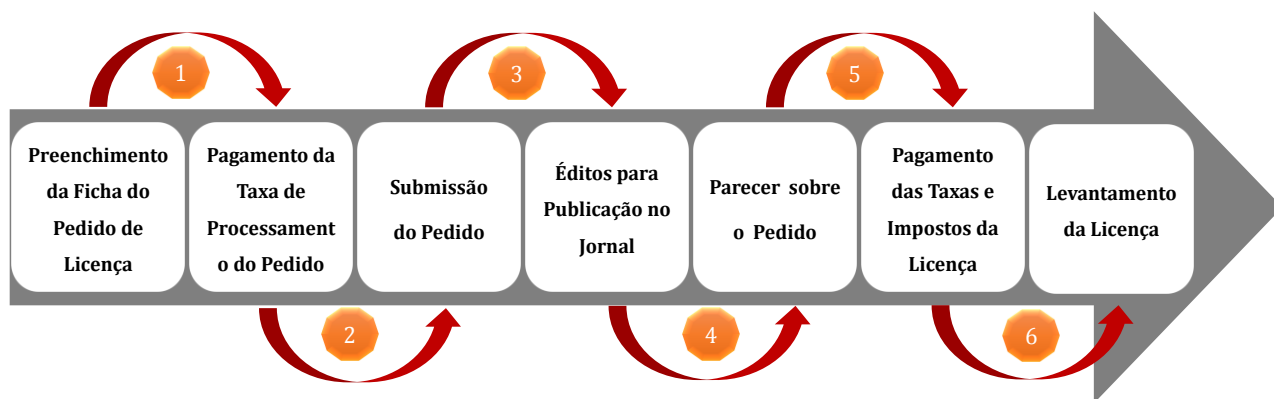 1
3
5
Preenchimento
da Ficha do
Pedido de
Licença
Pagamento da
Taxa de
Processament
o do Pedido
Submissão
do Pedido
Éditos para
Publicação no
Jornal
Parecer sobre
o Pedido
Pagamento
das Taxas e
Impostos da
Licença
Levantamento
da Licença
2
4
6